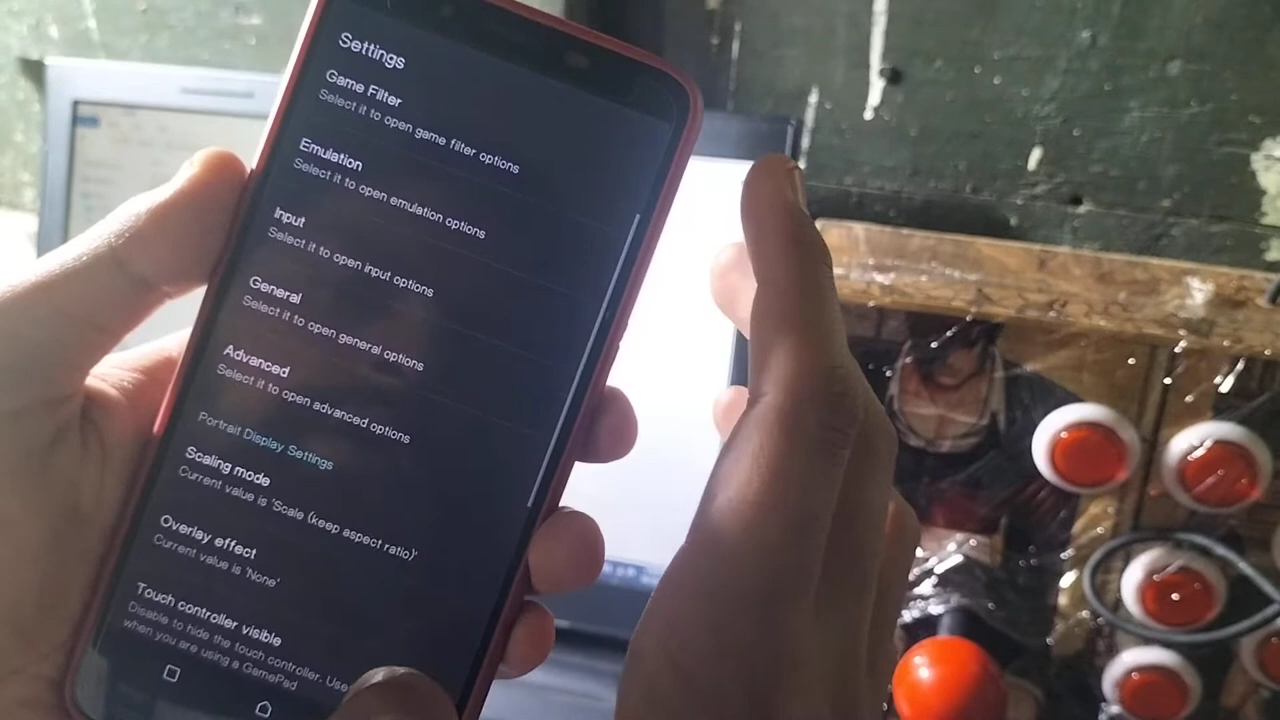 Settings
Game Filter
Select it to open game filter options
Emulation
Select it to open emulation options
Input
Select it to open input options
General
Select it to open general options
Advanced
Select it to open advanced options
Portrait Display Settings
Scaling mode
Current value is 'Scale (keep aspect ratio)'
Overlay effect
Current value is 'None'
Touch controller visible
Disable to hide the touch controller. Use
when you are using a GamePad